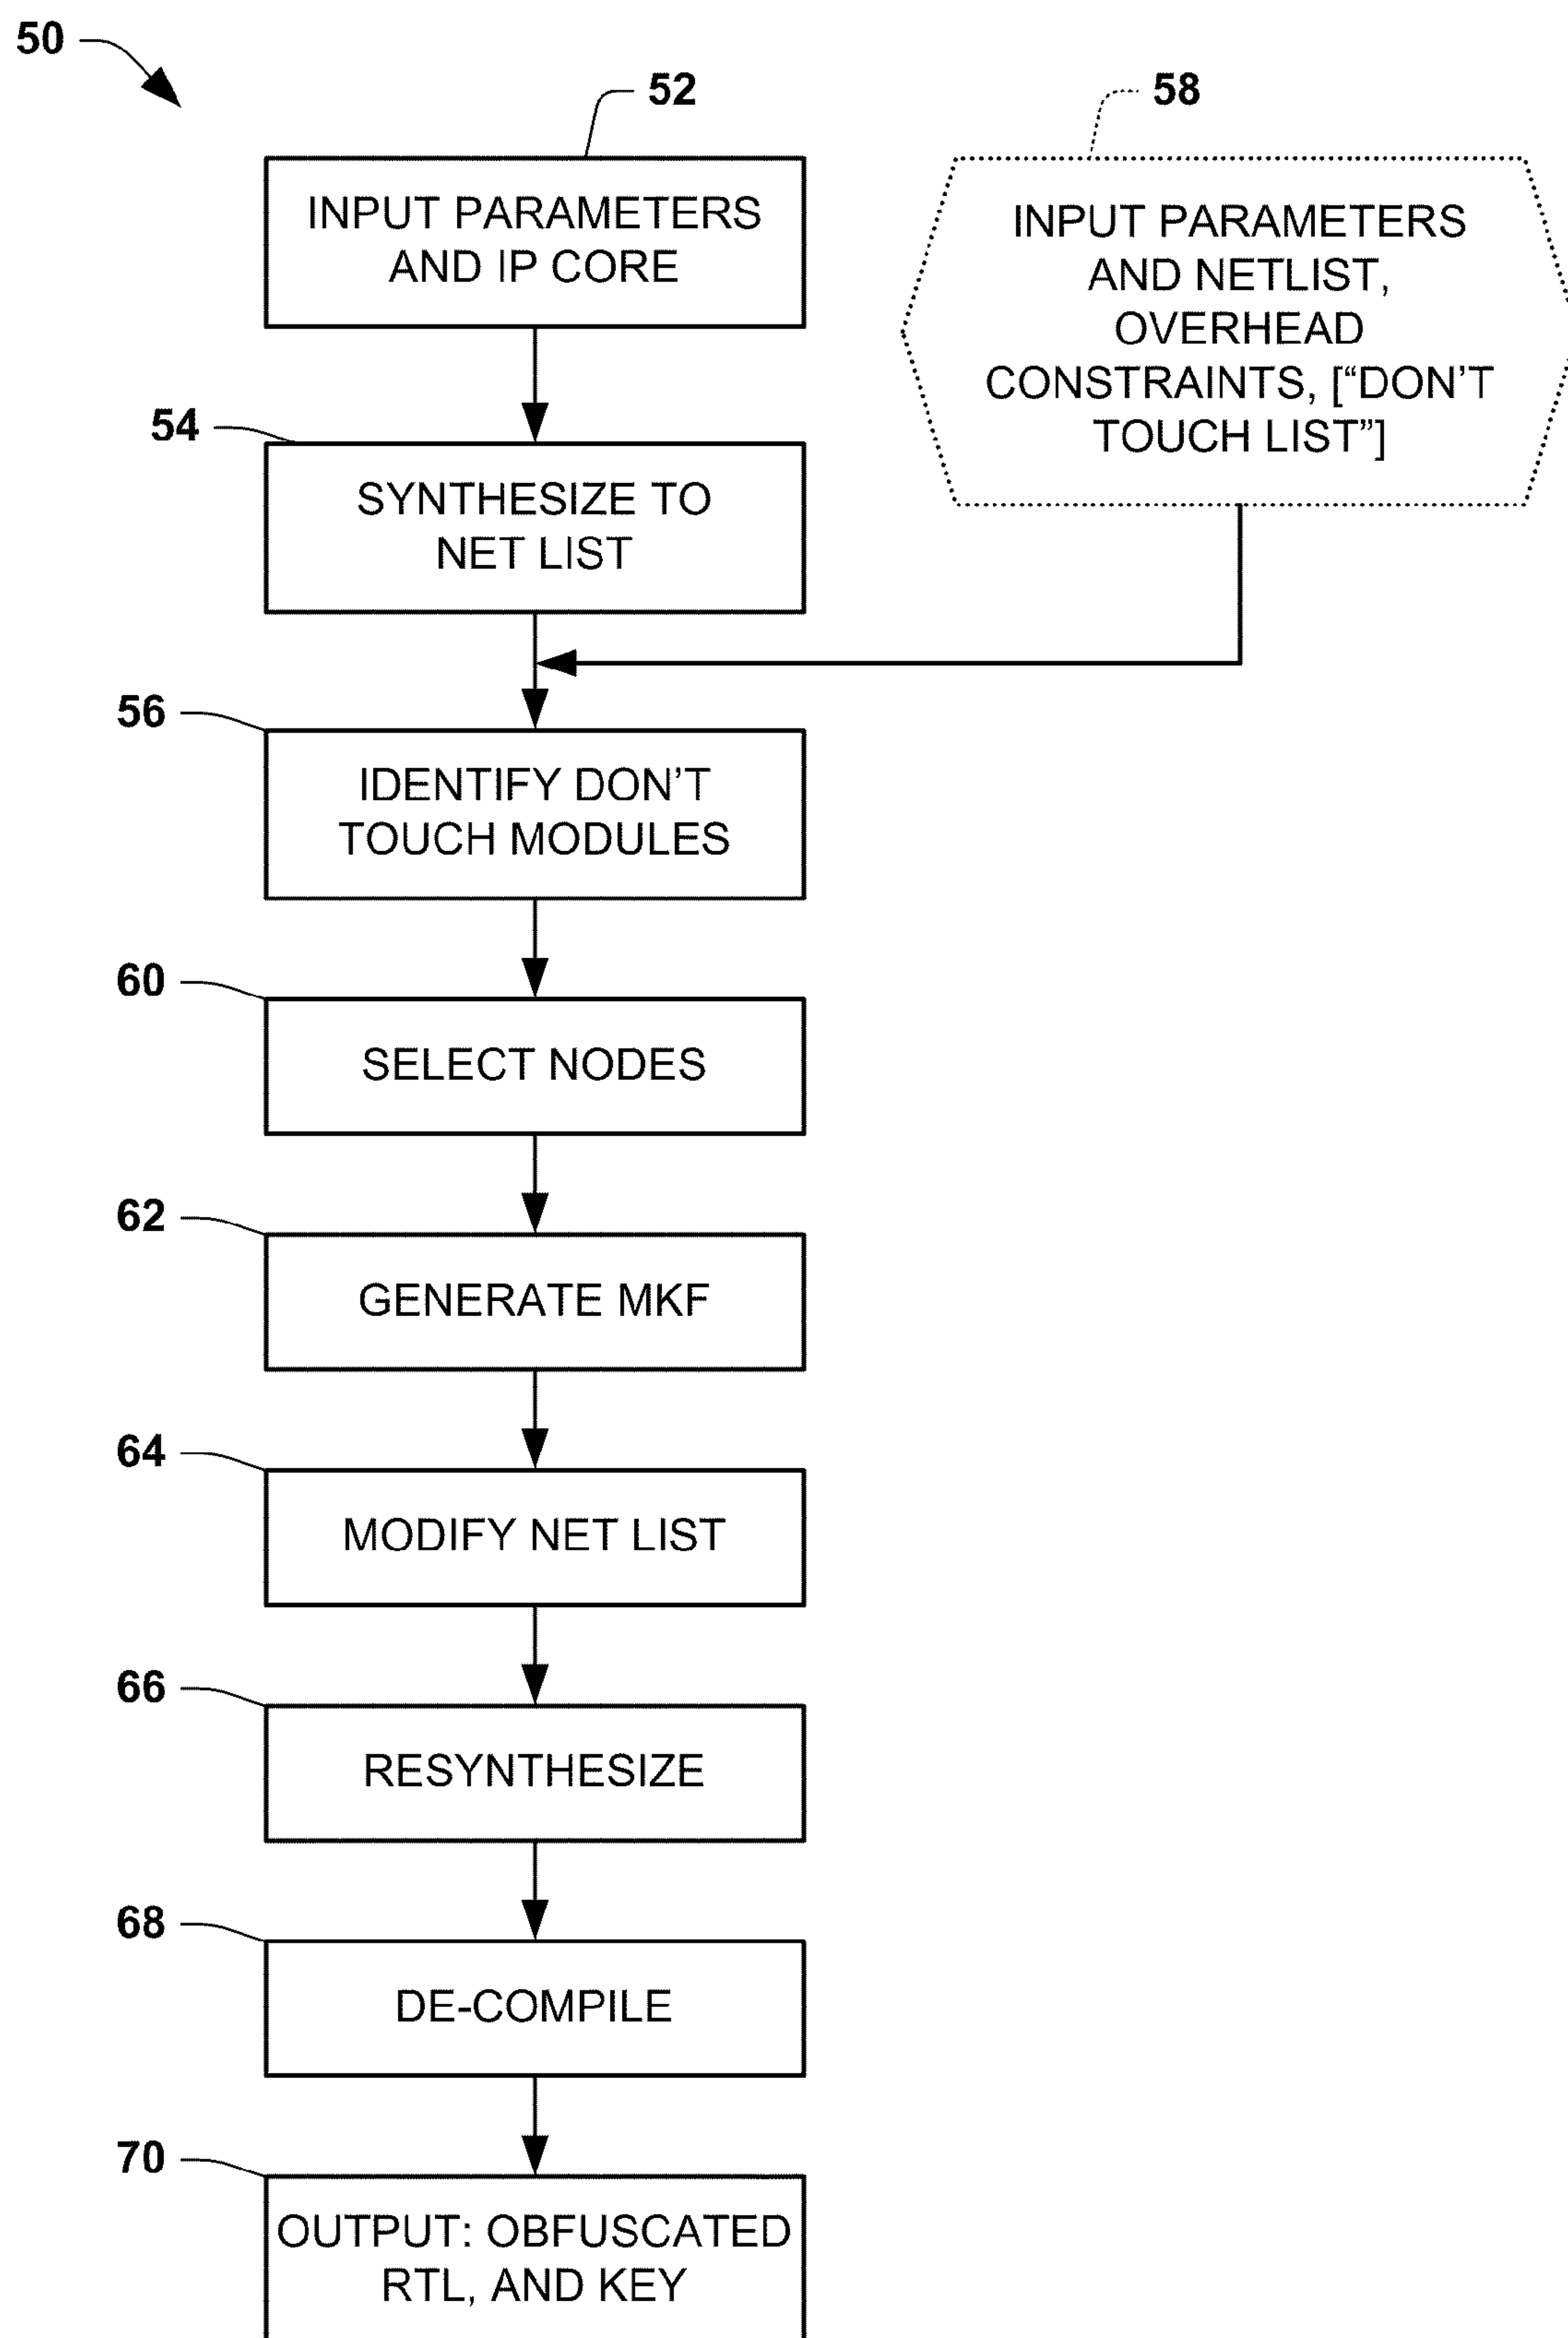 50
52
58
INPUT PARAMETERS
AND IP CORE
INPUT PARAMETERS
AND NETLIST,
OVERHEAD
CONSTRAINTS, [“DON’T
TOUCH LIST”]
54
SYNTHESIZE TO
NET LIST
56
IDENTIFY DON’T
TOUCH MODULES
60
SELECT NODES
62
GENERATE MKF
64
MODIFY NET LIST
66
RESYNTHESIZE
68
DE-COMPILE
70
OUTPUT: OBFUSCATED
RTL, AND KEY